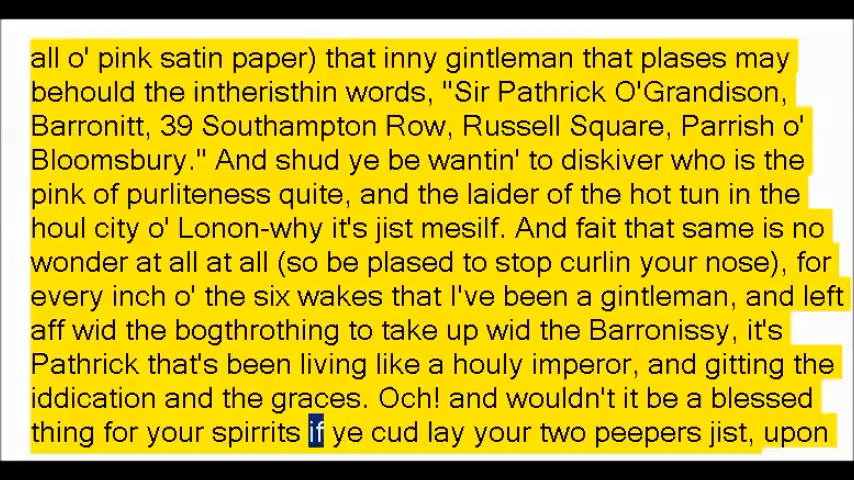 all o' pink satin paper) that inny gintleman that plases may
behould the intheristhin words, "Sir Pathrick O'Grandison,
Barronitt, 39 Southampton Row, Russell Square, Parrish o'
Bloomsbury." And shud ye be wantin' to diskiver who is the
pink of purliteness quite, and the laider of the hot tun in the
houl city o' Lonon-why it's jist mesilf. And fait that same is no
wonder at all at all (so be plased to stop curlin your nose), for
every inch o' the six wakes that I've been a gintleman, and left
aff wid the bogthrothing to take up wid the Barronissy, it's
Pathrick that's been living like a houly imperor, and gitting the
iddication and the graces. Och! and wouldn't it be a blessed
thing for your spirrits if ye cud lay your two peepers jist, upon